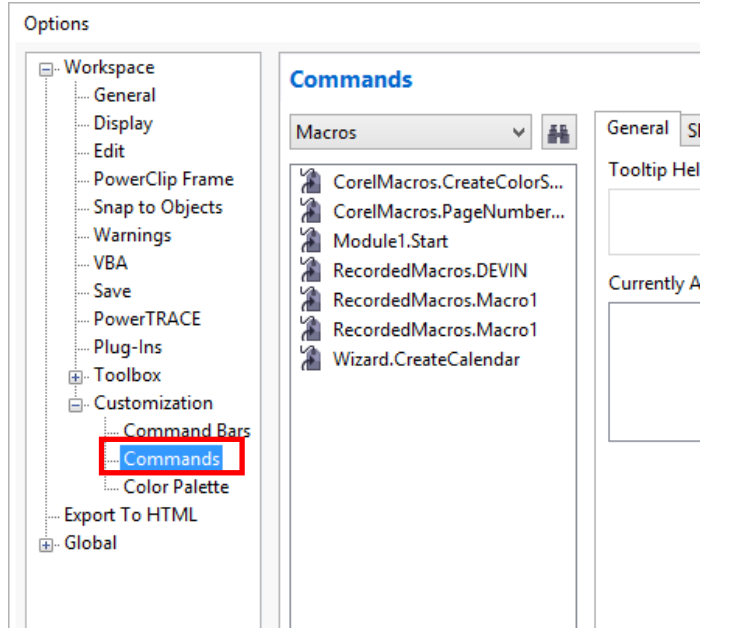 Options
Workspace
General
Display
Edit
PowerClip Frame
Snap to Objects
Warnings
VBA
Save
PowerTRACE
Plug-Ins
Toolbox
Customization
Command Bars
Commands
Color Palette
Export To HTML
Global
Commands
Macros
CorelMacros.CreateColorS...
CorelMacros.PageNumber...
Module1.Start
RecordedMacros.DEVIN
RecordedMacros.Macro1
RecordedMacros.Macro1
Wizard.CreateCalendar
General
Tooltip Hel
Currently A